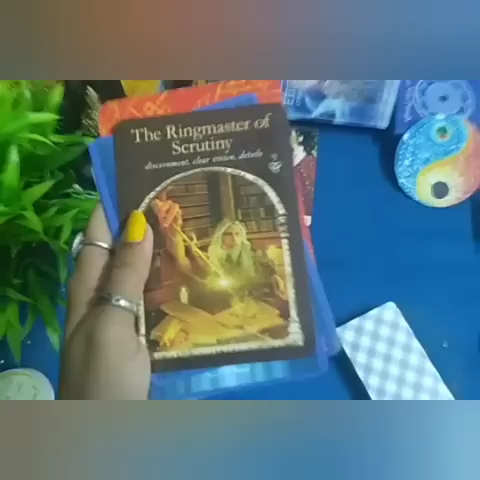 The Ringmaster of
Scrutiny
discernment, clear vision, details